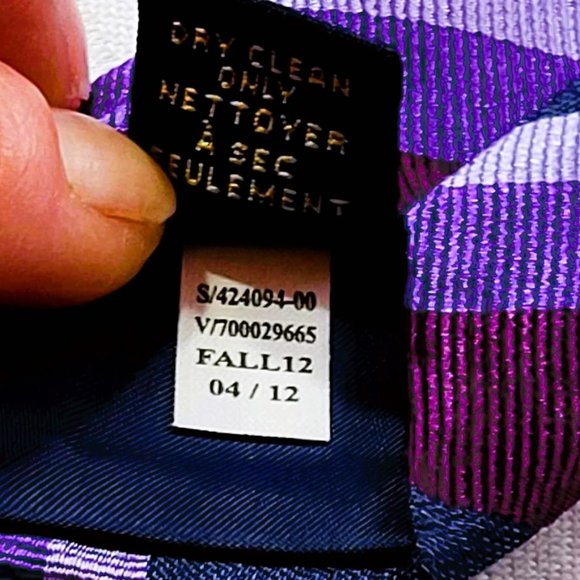 DRY CLEAN
ONLY
NETTOYER
À SEC
SEULEMENT
S/424094-00
V/700029665
FALL12
04 / 12